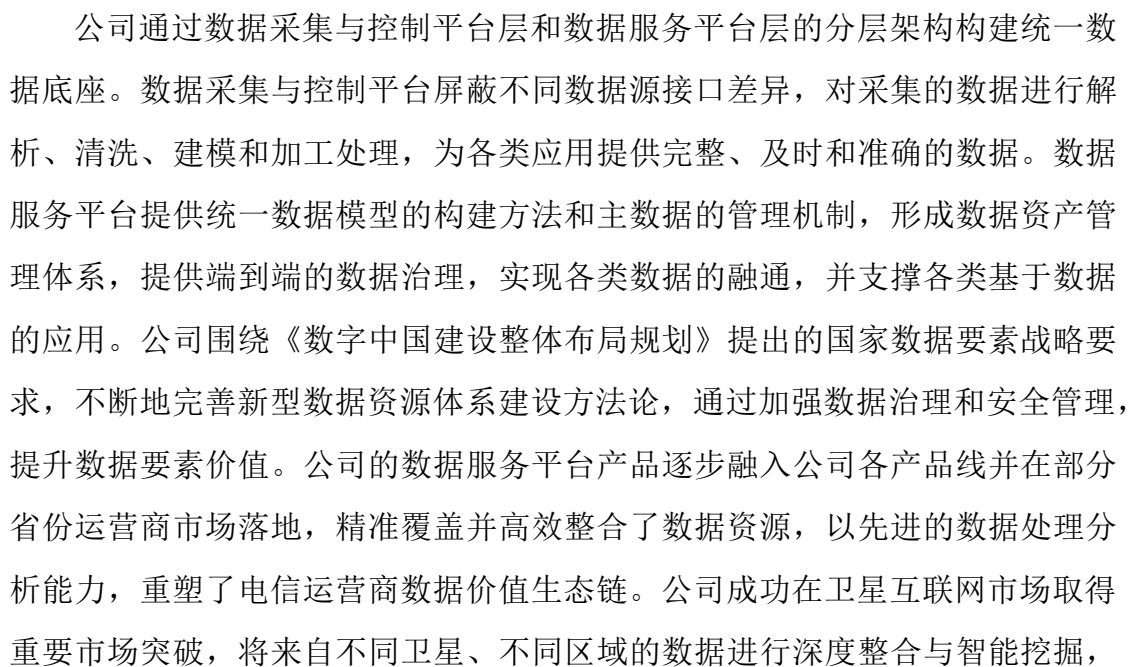 公司通过数据采集与控制平台层和数据服务平台层的分层架构构建统一数
据底座。数据采集与控制平台屏蔽不同数据源接口差异，对采集的数据进行解
析、清洗、建模和加工处理，为各类应用提供完整、及时和准确的数据。数据
服务平台提供统一数据模型的构建方法和主数据的管理机制，形成数据资产管
理体系，提供端到端的数据治理，实现各类数据的融通，并支撑各类基于数据
的应用。公司围绕《数字中国建设整体布局规划》提出的国家数据要素战略要
求，不断地完善新型数据资源体系建设方法论，通过加强数据治理和安全管理，
提升数据要素价值。公司的数据服务平台产品逐步融入公司各产品线并在部分
省份运营商市场落地，精准覆盖并高效整合了数据资源，以先进的数据处理分
析能力，重塑了电信运营商数据价值生态链。公司成功在卫星互联网市场取得
重要市场突破，将来自不同卫星、不同区域的数据进行深度整合与智能挖掘，